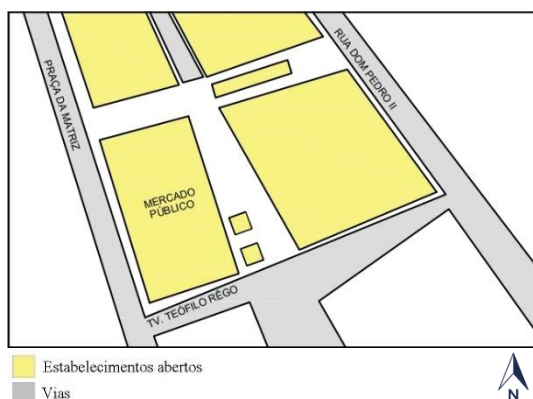 PRAÇA DA MATRIZ
RUA DOM PEDRO II
MERCADO
PÚBLICO
TV. TEÓFILO RÊGO
Estabelecimentos abertos
Vias
N